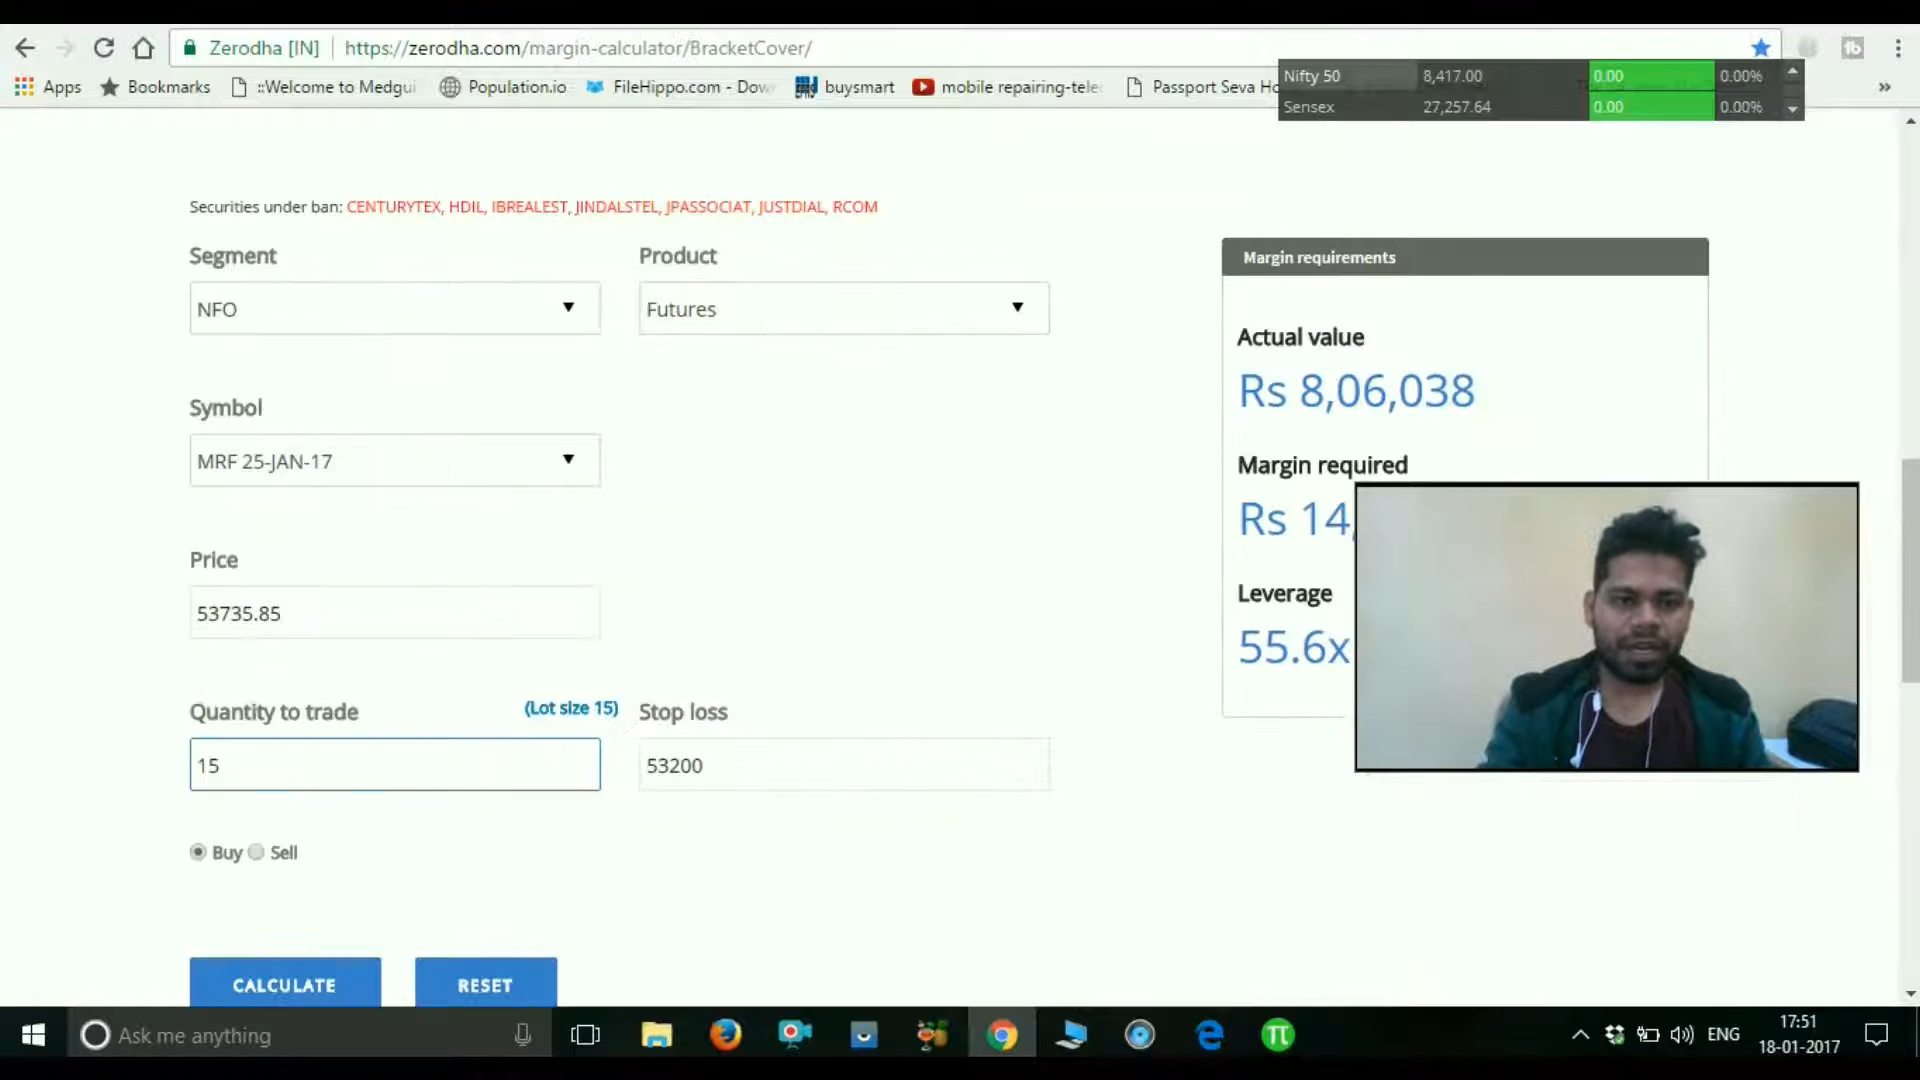 Zerodha [IN] https://zerodha.com/margin-calculator/BracketCover/
Apps Bookmarks ::Welcome to Medgui Population.io FileHippo.com - Dow buysmart mobile repairing-tele Passport Seva Ho »
Nifty 50 8,417.00 0.00 0.00%
Sensex 27,257.64 0.00 0.00%
Securities under ban: CENTURYTEX, HDIL, IBREALEST, JINDALSTEL, JPASSOCIAT, JUSTDIAL, RCOM
Segment Product
NFO Futures
Symbol
MRF 25-JAN-17
Price
53735.85
Quantity to trade (Lot size 15) Stop loss
15 53200
Buy Sell
CALCULATE RESET
Margin requirements
Actual value
Rs 8,06,038
Margin required
Rs 14,
Leverage
55.6x
Ask me anything
ENG
17:51
18-01-2017